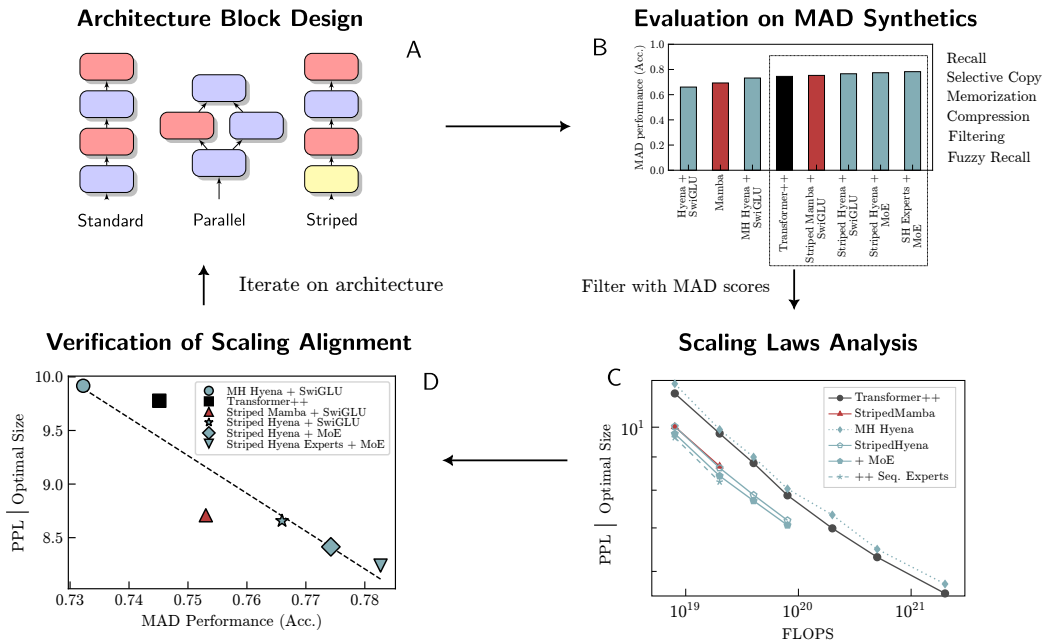 Architecture Block Design
A
Standard
Parallel
Striped
Evaluation on MAD Synthetics
B
MAD performance (Acc.)
1.0
0.8
0.6
0.4
0.2
0.0
Hyena +
SwiGLU
Mamba
MH Hyena +
SwiGLU
Transformer++
Striped Mamba +
SwiGLU
Striped Hyena +
SwiGLU
Striped Hyena +
MoE
SH Experts +
MoE
Recall
Selective Copy
Memorization
Compression
Filtering
Fuzzy Recall
Iterate on architecture
Filter with MAD scores
Verification of Scaling Alignment
D
PPL | Optimal Size
10.0
9.5
9.0
8.5
0.73
0.74
0.75
0.76
0.77
0.78
MAD Performance (Acc.)
MH Hyena + SwiGLU
Transformer++
Striped Mamba + SwiGLU
Striped Hyena + SwiGLU
Striped Hyena + MoE
Striped Hyena Experts + MoE
Scaling Laws Analysis
C
PPL | Optimal Size
10¹
10¹⁹
10²⁰
10²¹
FLOPS
Transformer++
StripedMamba
MH Hyena
StripedHyena
+ MoE
++ Seq. Experts